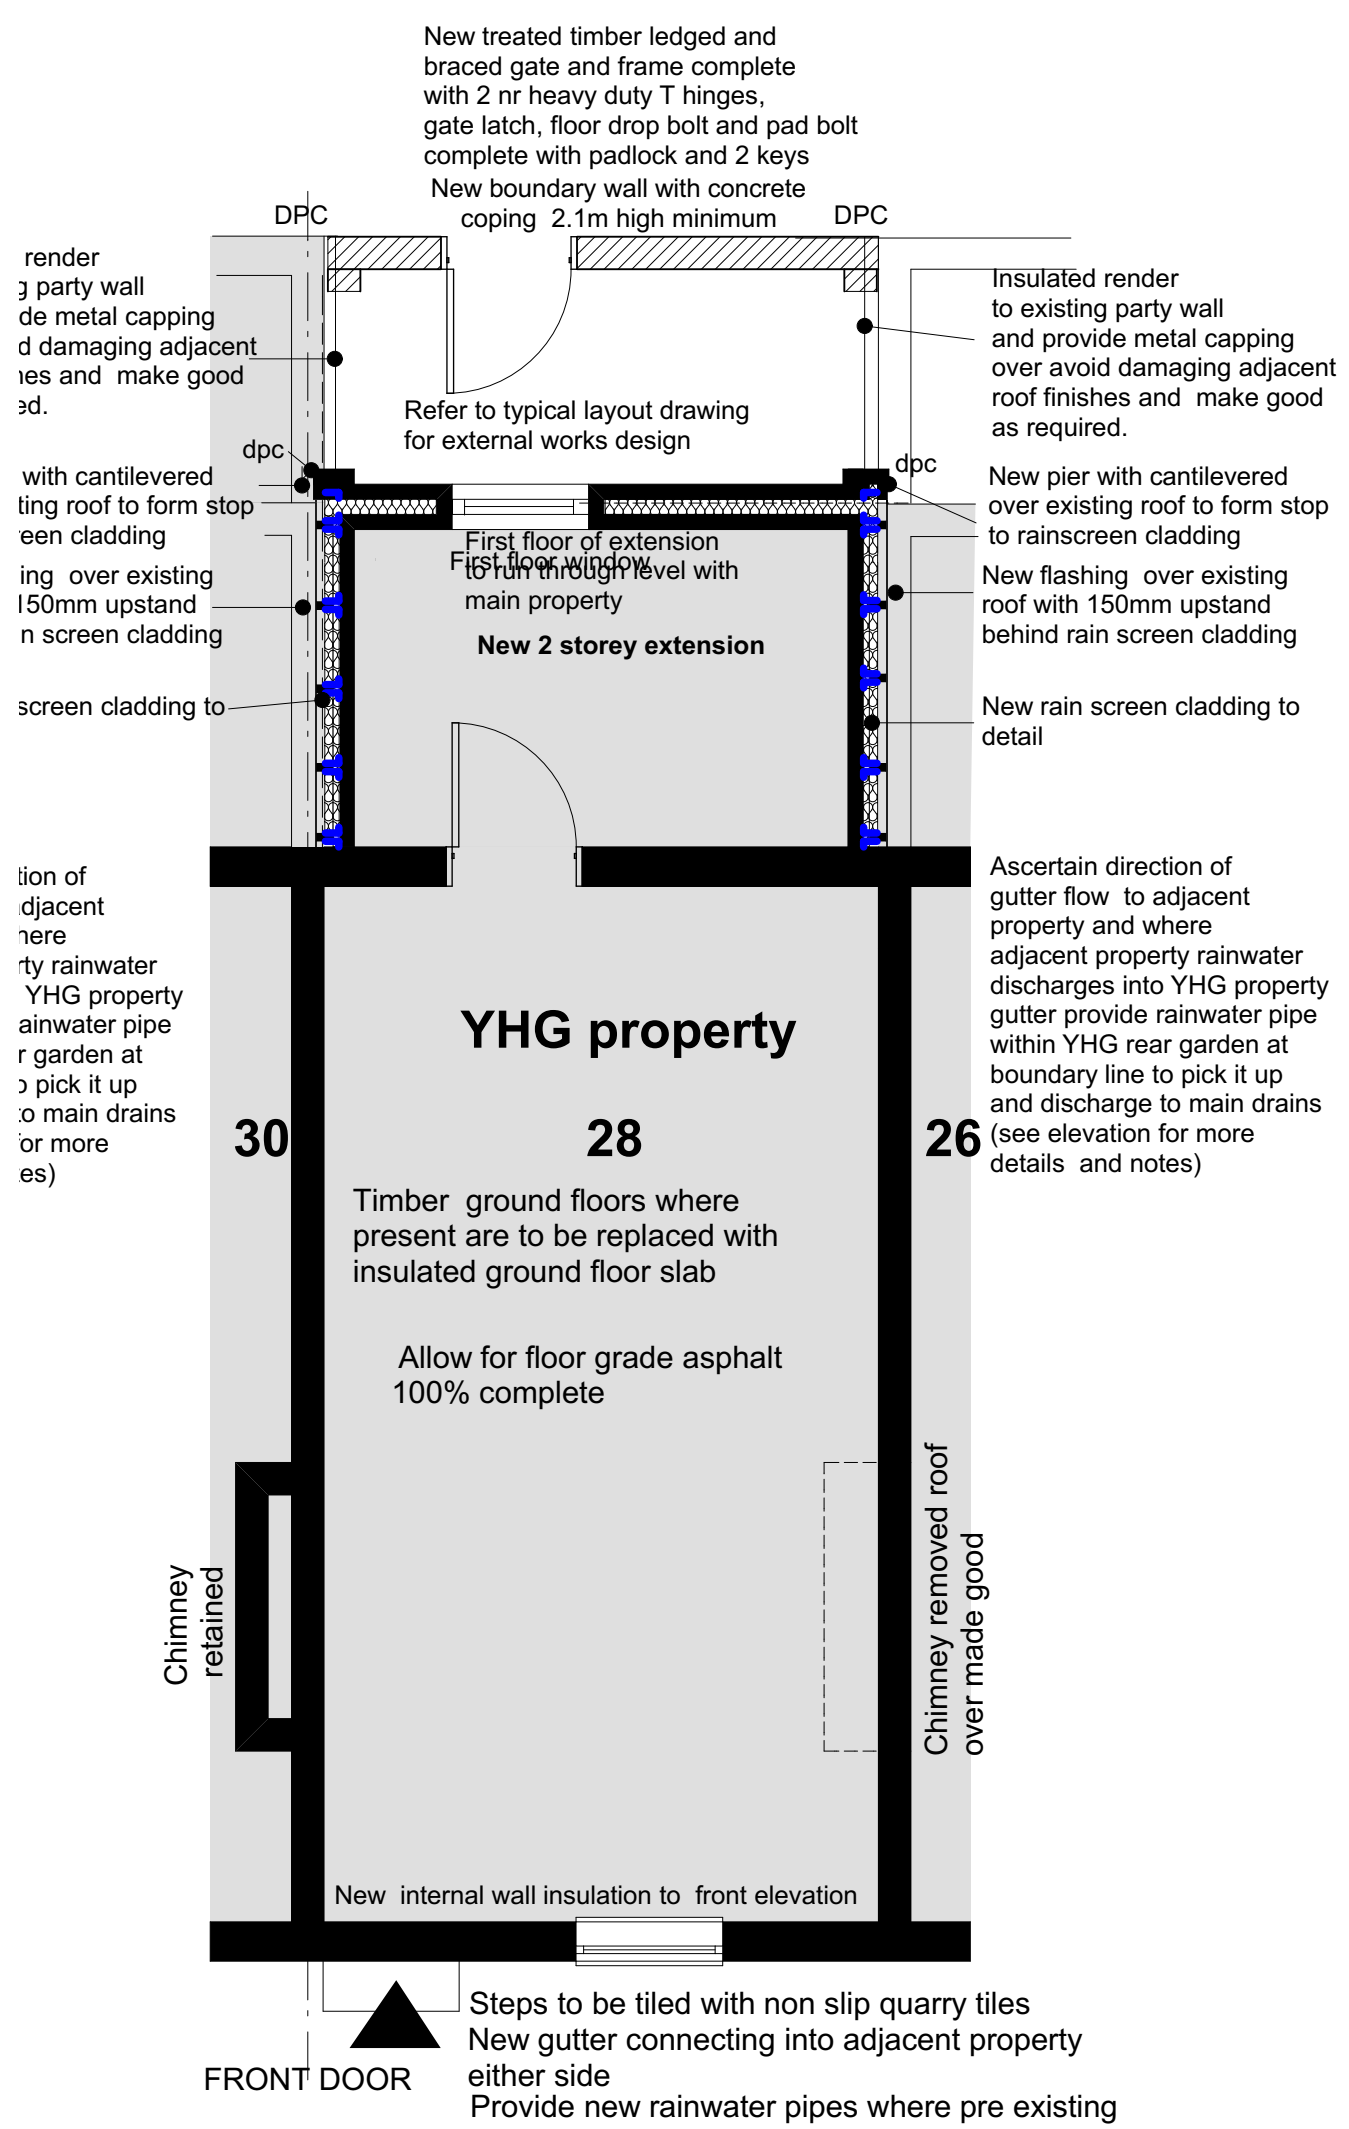 New treated timber ledged and
braced gate and frame complete
with 2 nr heavy duty T hinges,
gate latch, floor drop bolt and pad bolt
complete with padlock and 2 keys
New boundary wall with concrete
coping 2.1m high minimum
DPC
DPC
render
party wall
metal capping
damaging adjacent
and make good
Insulated render
to existing party wall
and provide metal capping
over avoid damaging adjacent
roof finishes and make good
as required.
Refer to typical layout drawing
for external works design
dpc
dpc
with cantilevered
roof to form stop
cladding
New pier with cantilevered
over existing roof to form stop
to rainscreen cladding
First floor of extension
to run through level with
main property
First floor window
New 2 storey extension
over existing
150mm upstand
screen cladding
New flashing over existing
roof with 150mm upstand
behind rain screen cladding
screen cladding to
New rain screen cladding to
detail
of
adjacent
rainwater
YHG property
pipe
garden at
pick it up
to main drains
for more
Ascertain direction of
gutter flow to adjacent
property and where
adjacent property rainwater
discharges into YHG property
gutter provide rainwater pipe
within YHG rear garden at
boundary line to pick it up
and discharge to main drains
(see elevation for more
details and notes)
YHG property
30
28
26
Timber ground floors where
present are to be replaced with
insulated ground floor slab
Allow for floor grade asphalt
100% complete
Chimney
retained
Chimney removed roof
over made good
New internal wall insulation to front elevation
FRONT DOOR
Steps to be tiled with non slip quarry tiles
New gutter connecting into adjacent property
either side
Provide new rainwater pipes where pre existing